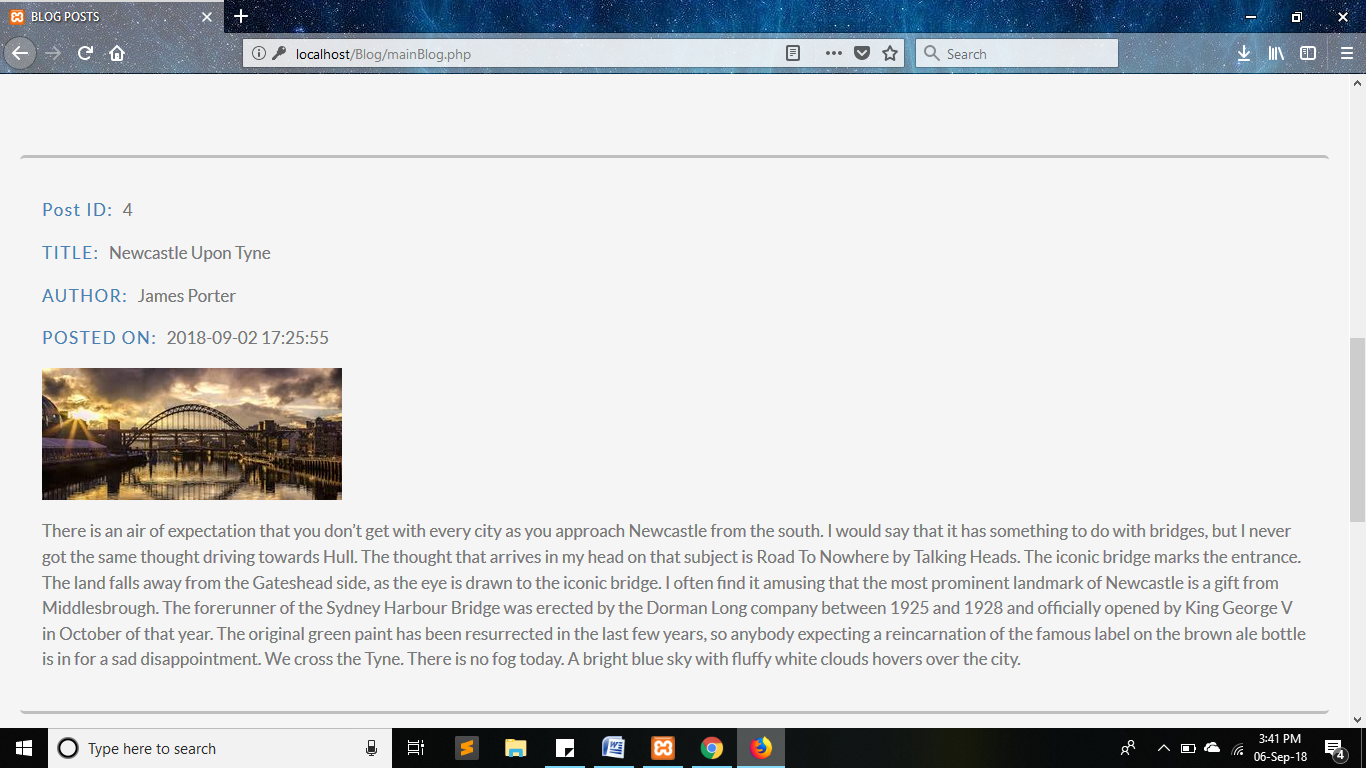 BLOG POSTS
localhost/Blog/mainBlog.php
Search
Post ID: 4
TITLE: Newcastle Upon Tyne
AUTHOR: James Porter
POSTED ON: 2018-09-02 17:25:55
There is an air of expectation that you don’t get with every city as you approach Newcastle from the south. I would say that it has something to do with bridges, but I never
got the same thought driving towards Hull. The thought that arrives in my head on that subject is Road To Nowhere by Talking Heads. The iconic bridge marks the entrance.
The land falls away from the Gateshead side, as the eye is drawn to the iconic bridge. I often find it amusing that the most prominent landmark of Newcastle is a gift from
Middlesbrough. The forerunner of the Sydney Harbour Bridge was erected by the Dorman Long company between 1925 and 1928 and officially opened by King George V
in October of that year. The original green paint has been resurrected in the last few years, so anybody expecting a reincarnation of the famous label on the brown ale bottle
is in for a sad disappointment. We cross the Tyne. There is no fog today. A bright blue sky with fluffy white clouds hovers over the city.
Type here to search
3:41 PM
06-Sep-18
4